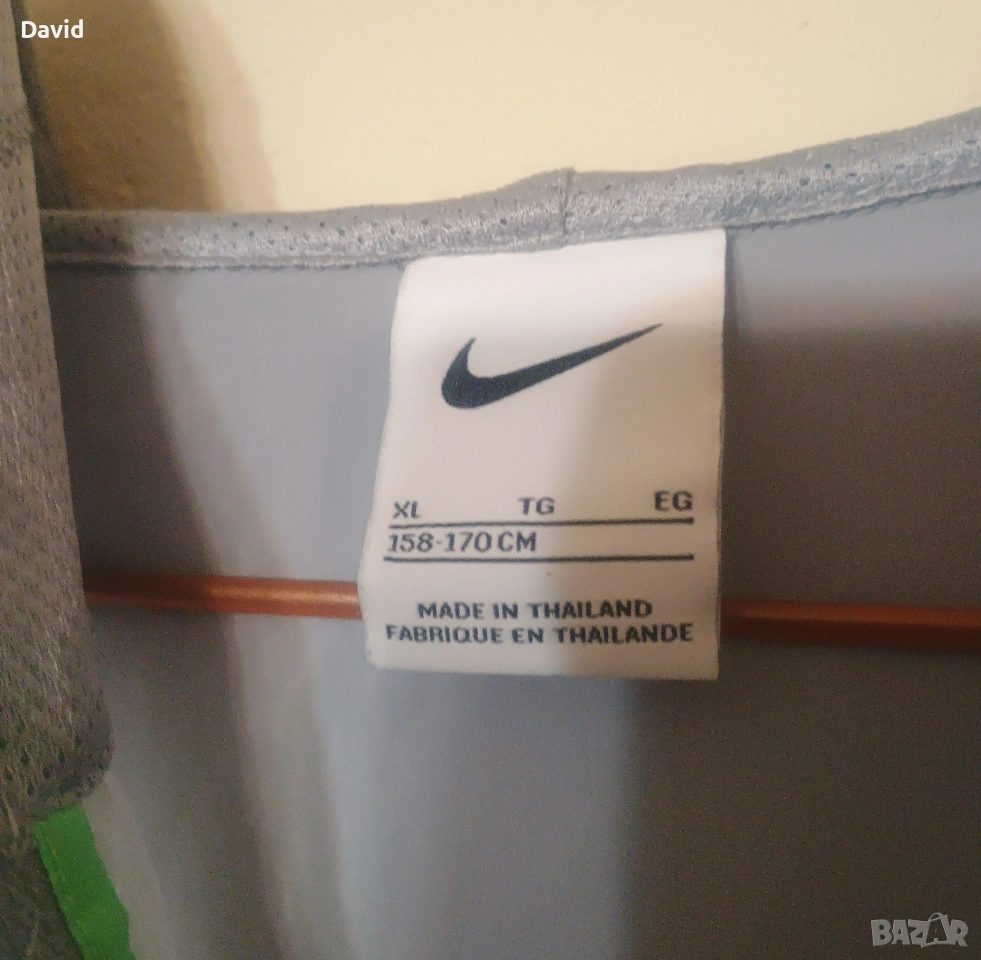 David
XL TG EG
158-170 CM
MADE IN THAILAND
FABRIQUE EN THAILANDE
BAZAR